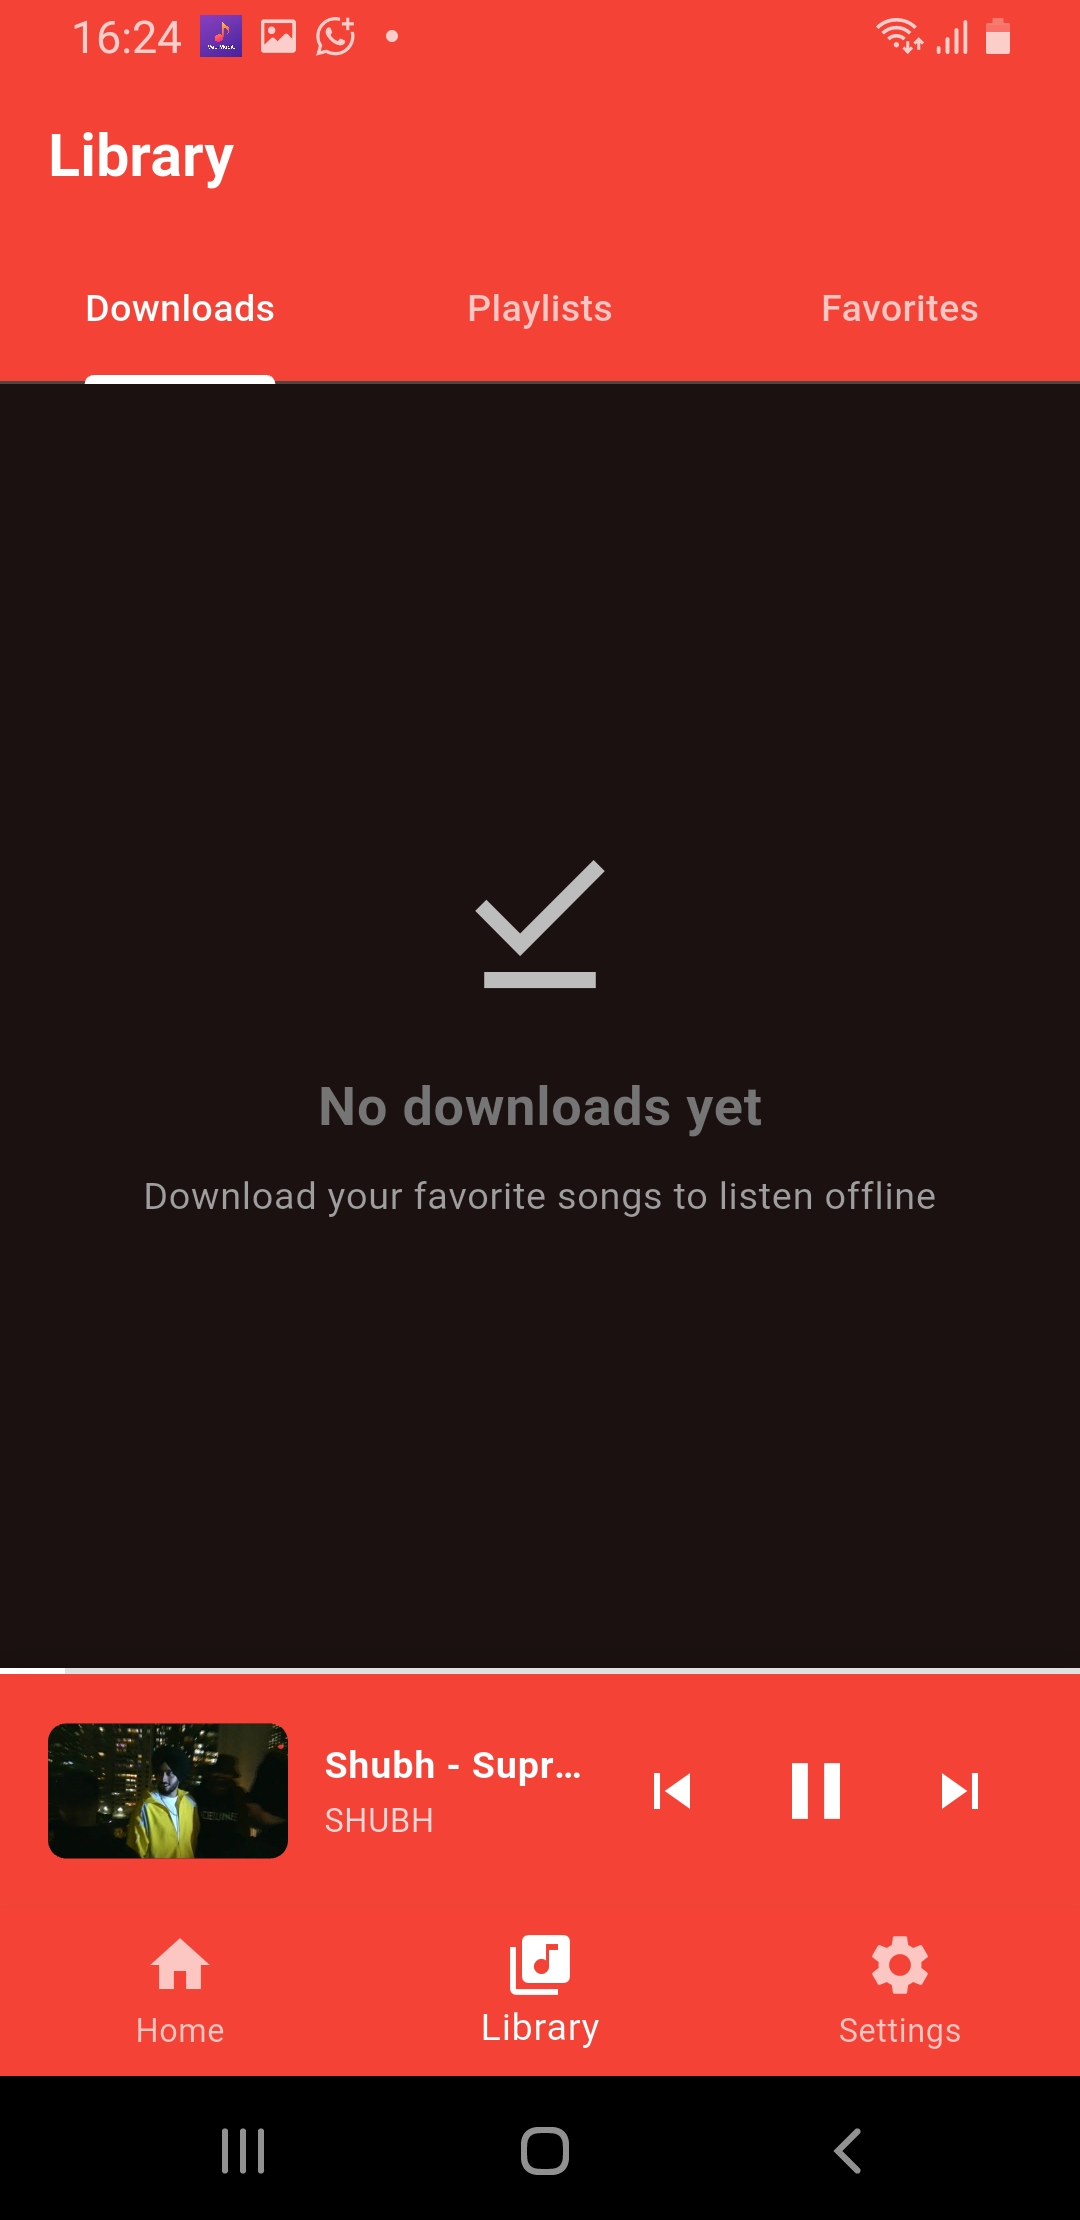 16:24
Library
Downloads
Playlists
Favorites
No downloads yet
Download your favorite songs to listen offline
Shubh - Supr...
SHUBH
Home
Library
Settings